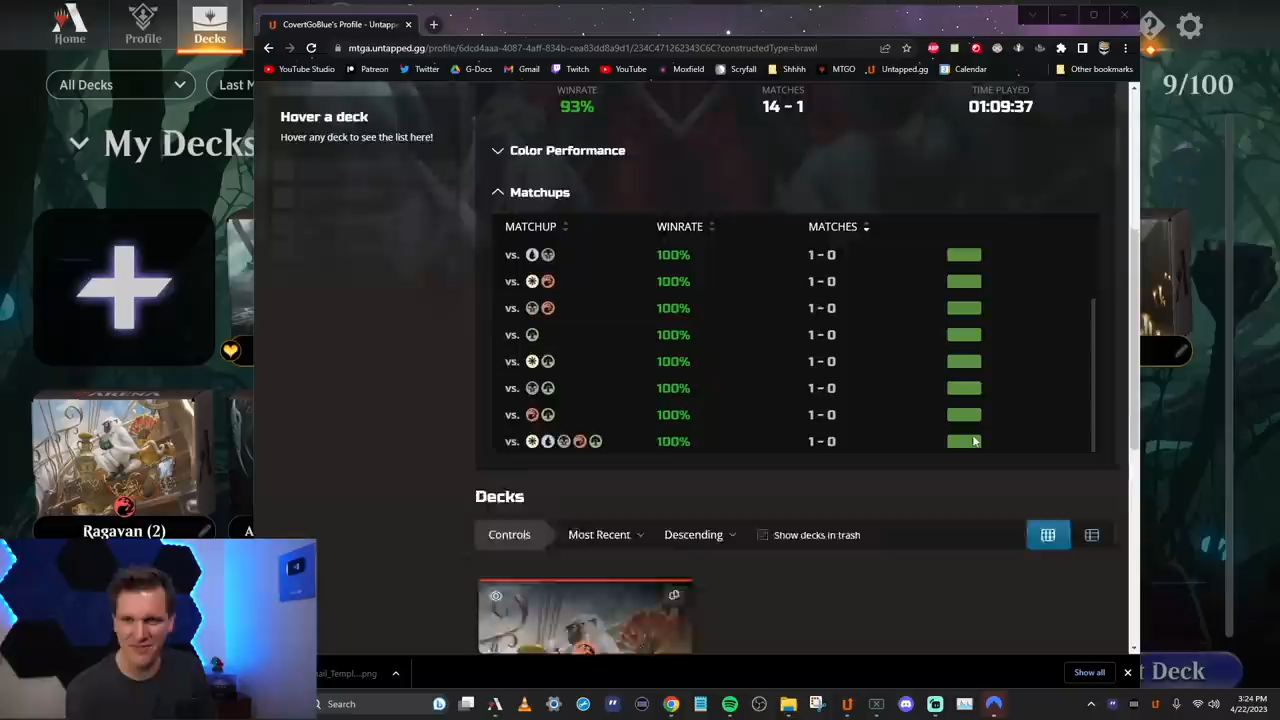 CovertGoBlue's Profile - Untapp
mtga.untapped.gg/profile/6dcd4aaa-4087-4aff-834b-cea83dd8a9d1/234C471262343C6C?constructedType=brawl
YouTube Studio Patreon Twitter G-Docs Gmail Twitch YouTube Moxfield Scryfall Shhhh MTGO Untapped.gg Calendar Other bookmarks
Home Profile Decks
All Decks Last M
9/100
My Decks
Hover a deck
Hover any deck to see the list here!
WINRATE MATCHES TIME PLAYED
93% 14 - 1 01:09:37
Color Performance
Matchups
MATCHUP WINRATE MATCHES
vs. 100% 1 - 0
vs. 100% 1 - 0
vs. 100% 1 - 0
vs. 100% 1 - 0
vs. 100% 1 - 0
vs. 100% 1 - 0
vs. 100% 1 - 0
vs. 100% 1 - 0
ARENA
Ragavan (2)
A
Decks
Controls Most Recent Descending Show decks in trash
Deck
nail_Templ....png Show all
Search
3:24 PM
4/22/2023